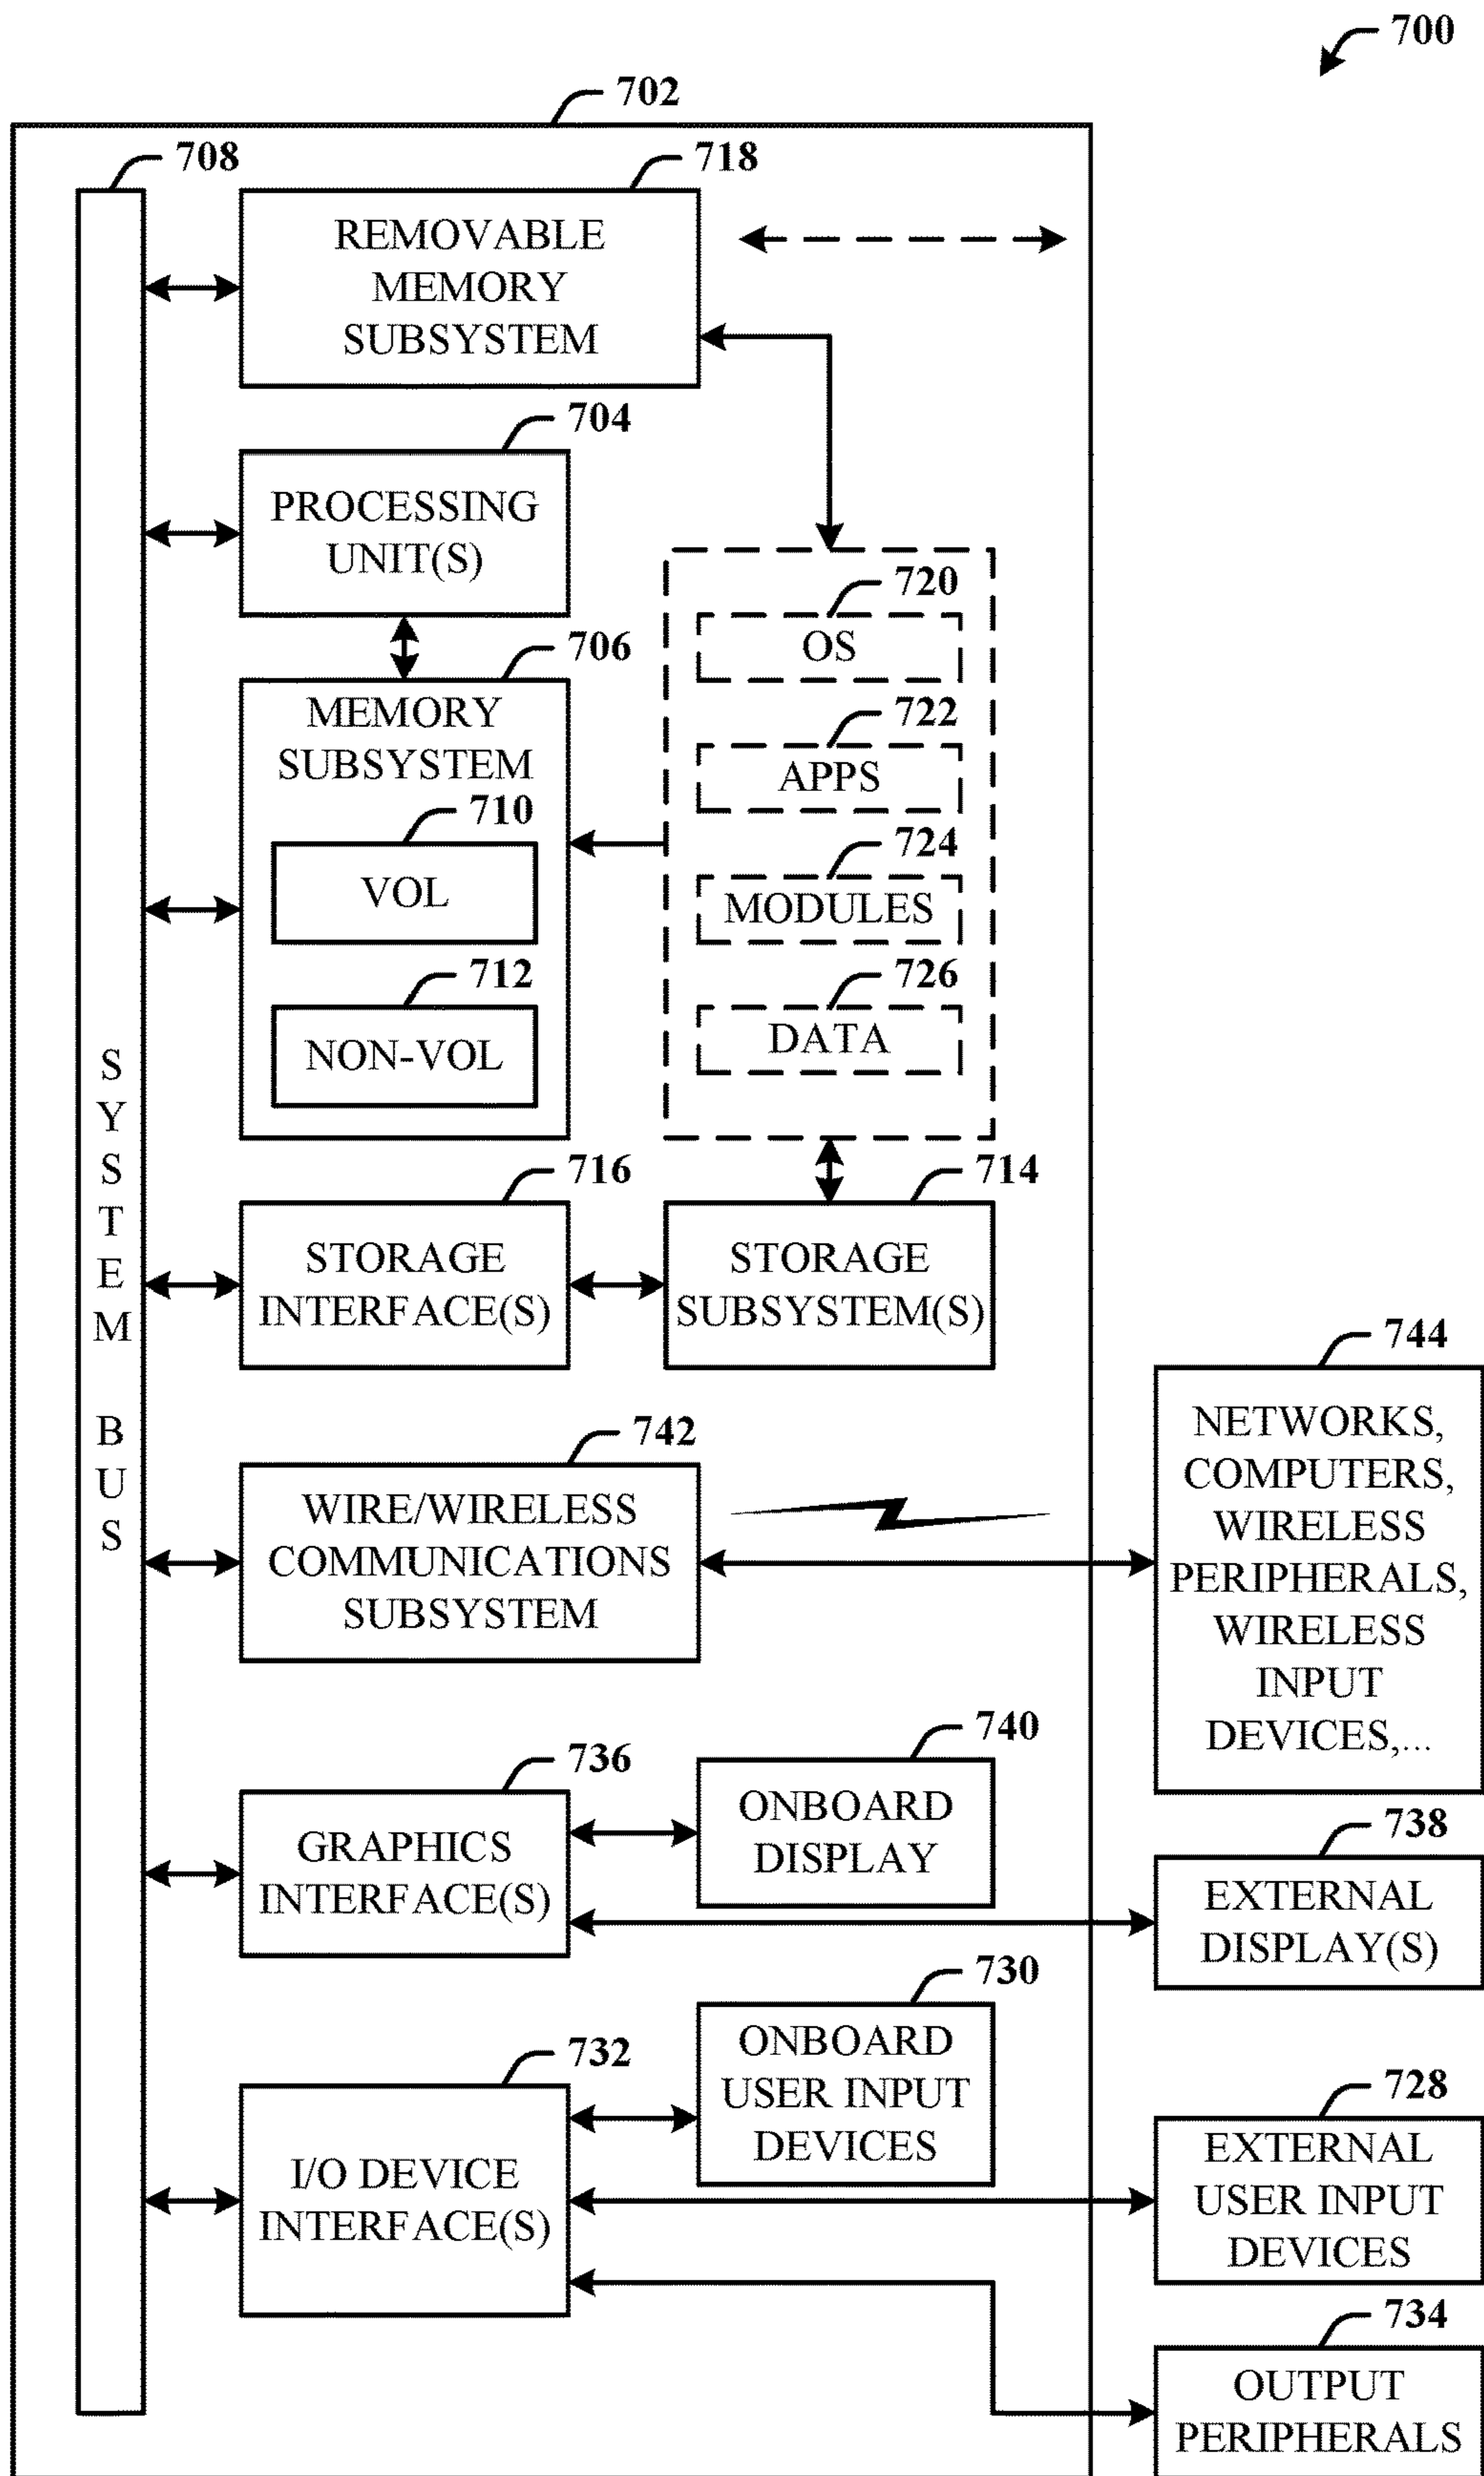 700
702
708
718
REMOVABLE
MEMORY
SUBSYSTEM
704
PROCESSING
UNIT(S)
706
MEMORY
SUBSYSTEM
710
VOL
712
NON-VOL
720
OS
722
APPS
724
MODULES
726
DATA
716
STORAGE
INTERFACE(S)
714
STORAGE
SUBSYSTEM(S)
SYSTEM BUS
742
WIRE/WIRELESS
COMMUNICATIONS
SUBSYSTEM
744
NETWORKS,
COMPUTERS,
WIRELESS
PERIPHERALS,
WIRELESS
INPUT
DEVICES,...
736
GRAPHICS
INTERFACE(S)
740
ONBOARD
DISPLAY
738
EXTERNAL
DISPLAY(S)
732
I/O DEVICE
INTERFACE(S)
730
ONBOARD
USER INPUT
DEVICES
728
EXTERNAL
USER INPUT
DEVICES
734
OUTPUT
PERIPHERALS